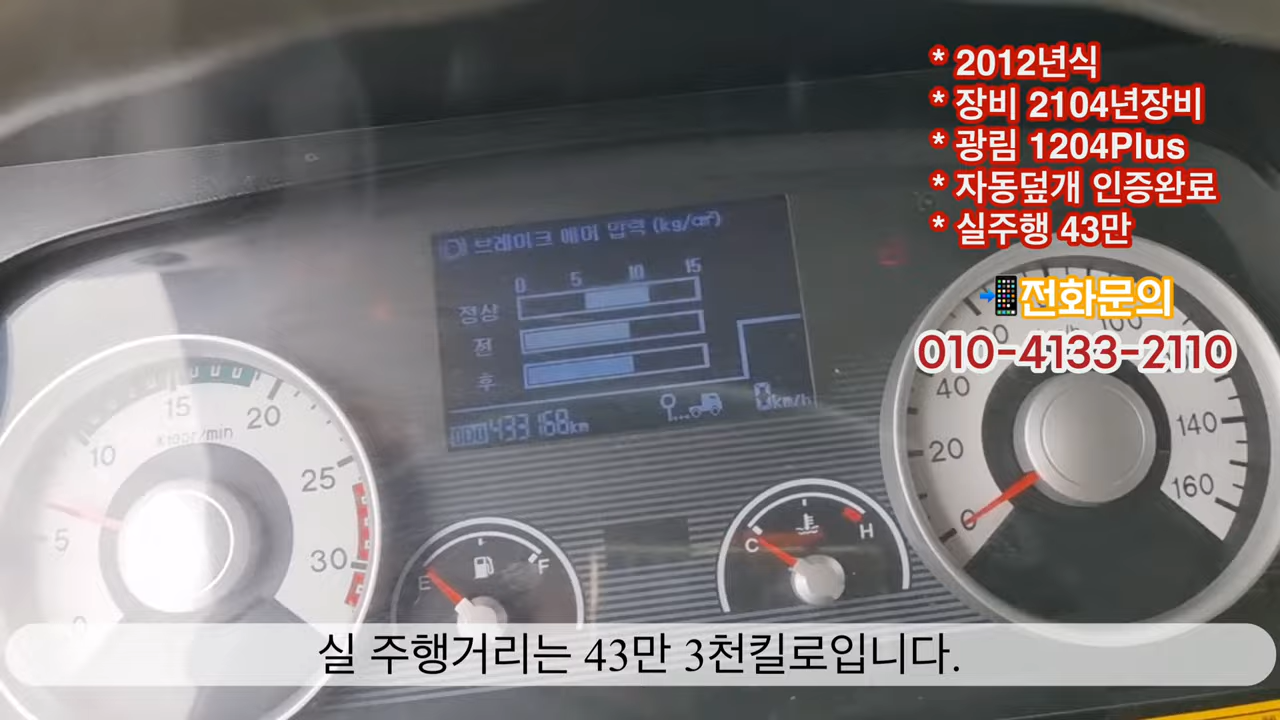 * 2012년식
* 장비 2104년장비
* 광림 1204Plus
* 자동덮개 인증완료
* 실주행 43만
📲전화문의
010-4133-2110
(D) 브레이크 에어 압력 (kg/cm²)
0 5 10 15
정상
전
후
000433168km
0km/h
5 10 15 20 25 30
E F
C H
0 20 40 100 140 160
실 주행거리는 43만 3천킬로입니다.